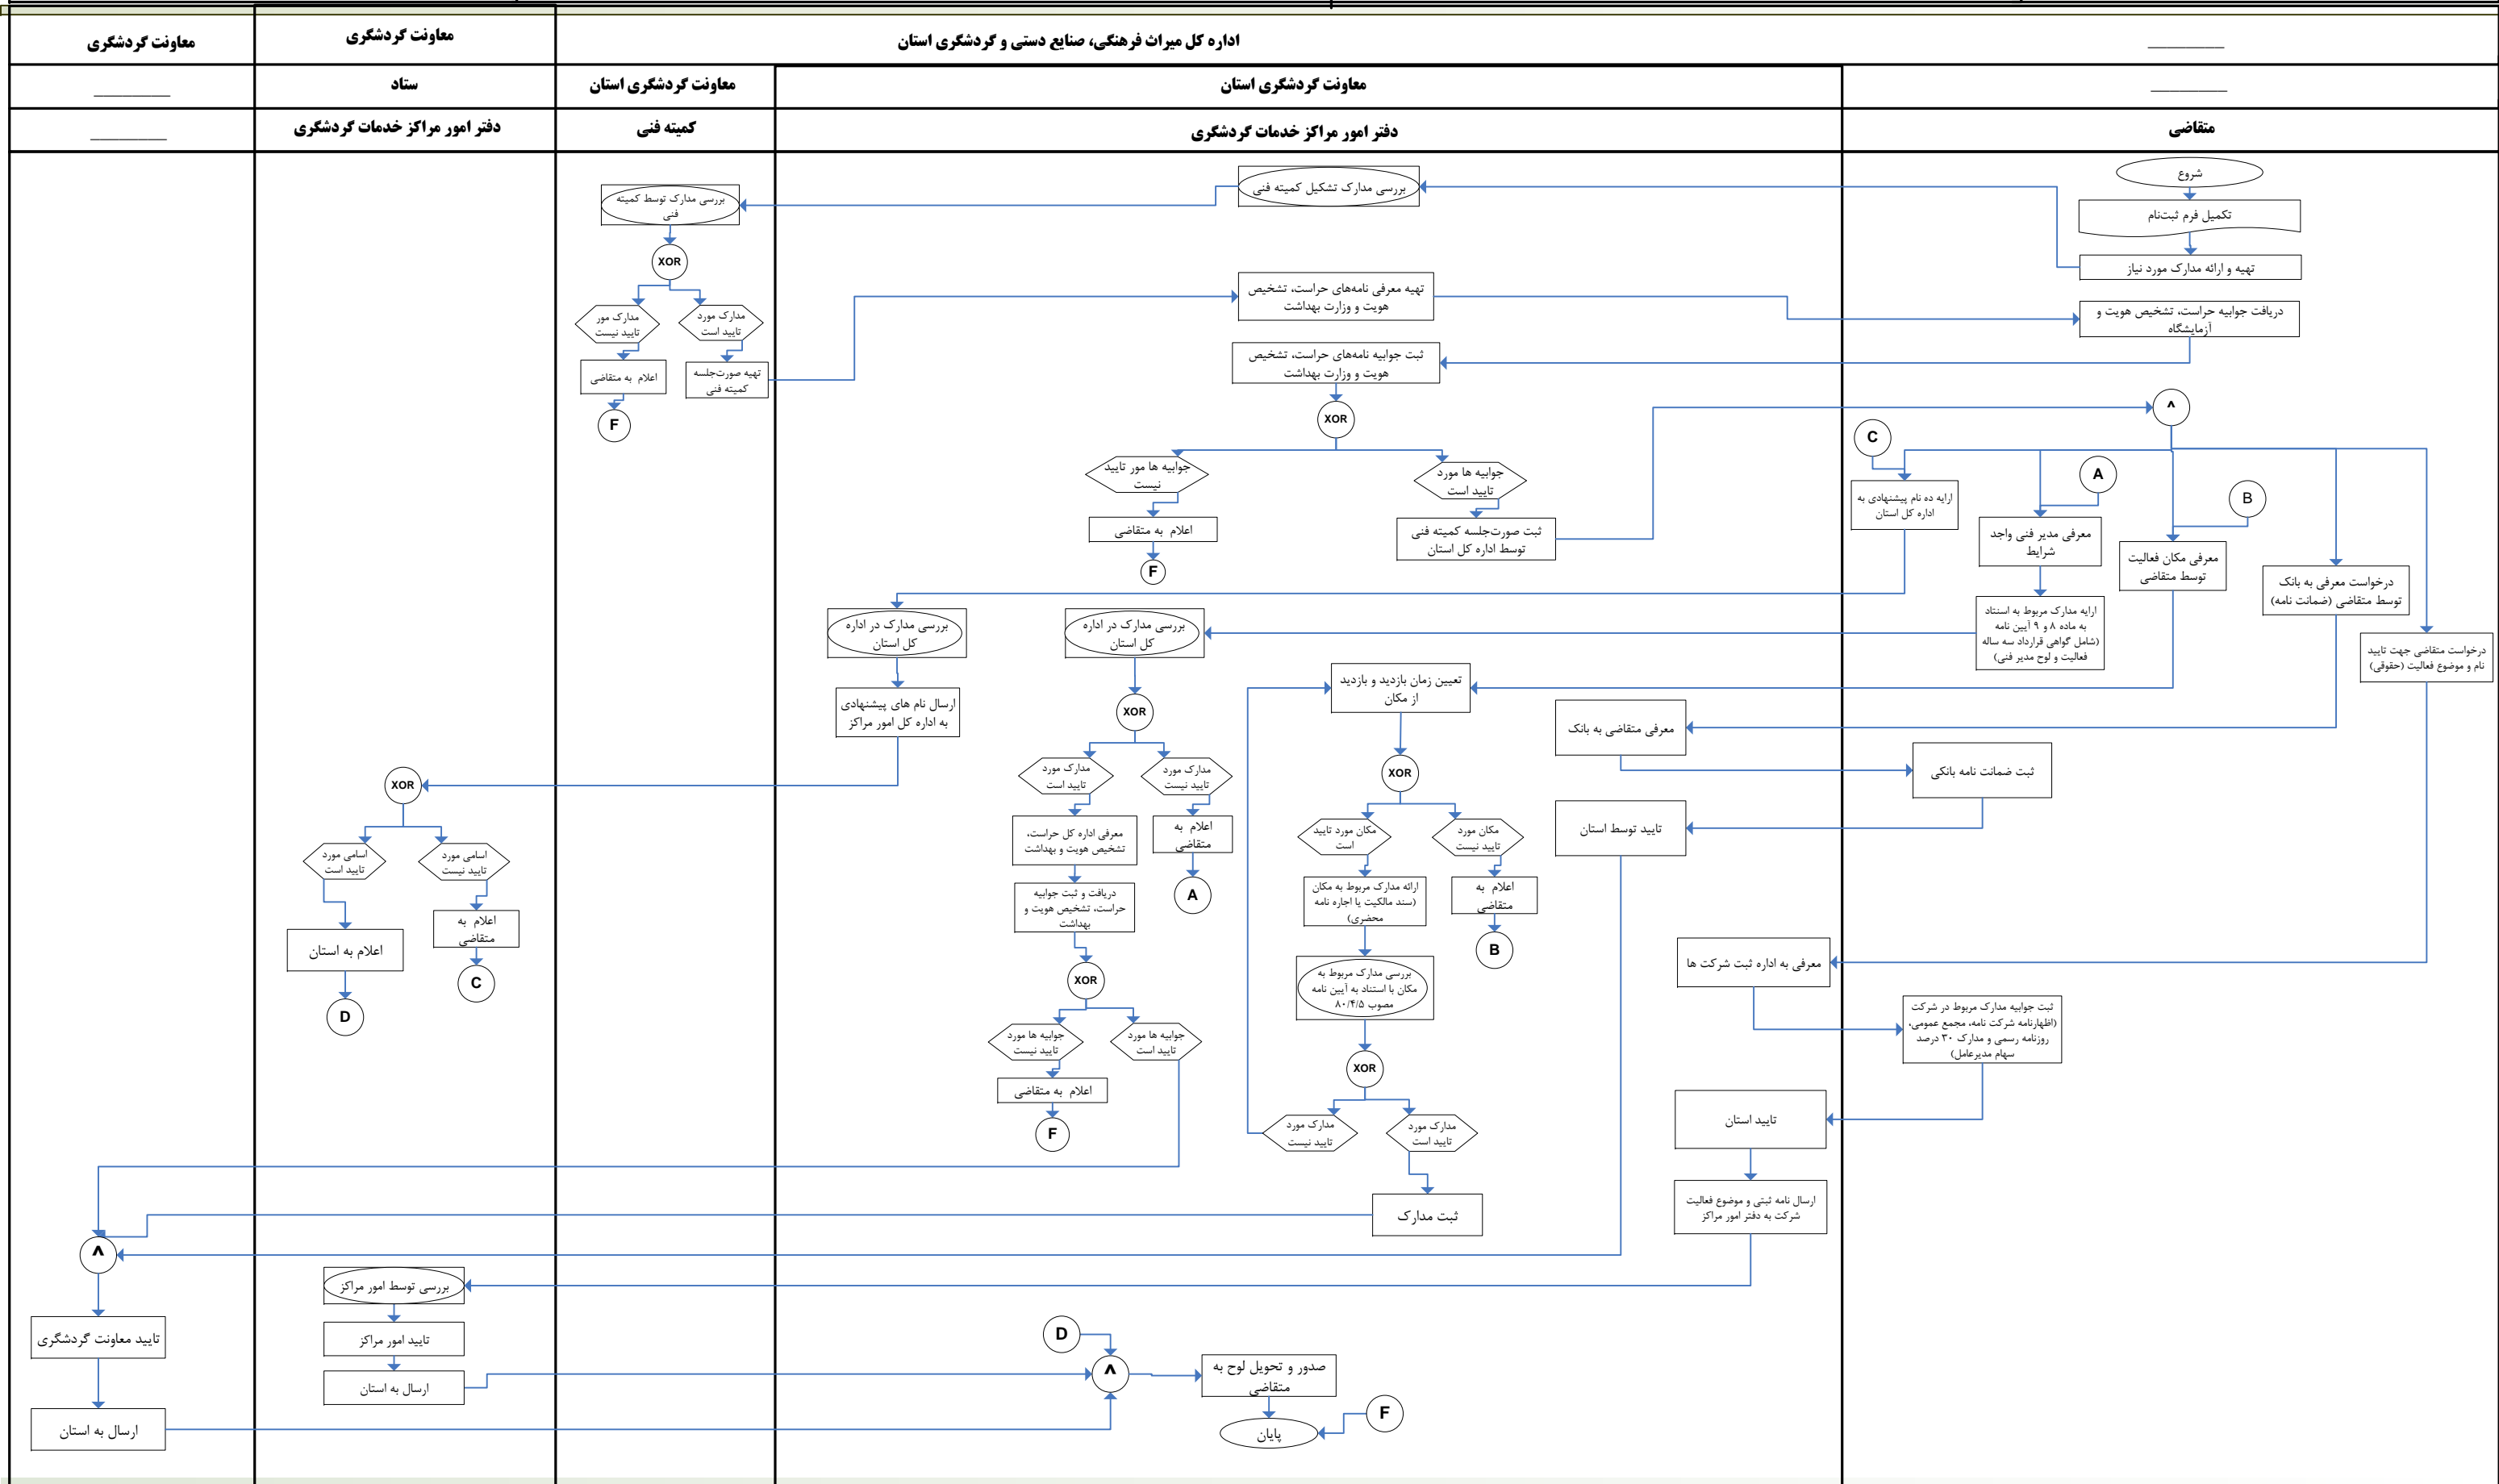 ________
اداره کل میراث فرهنگی، صنایع دستی و گردشگری استان
معاونت گردشگری
معاونت گردشگری
________
معاونت گردشگری استان
معاونت گردشگری استان
ستاد
________
متقاضی
دفتر امور مراکز خدمات گردشگری
کمیته فنی
دفتر امور مراکز خدمات گردشگری
________
شروع
تکمیل فرم ثبت‌نام
تهیه و ارائه مدارک مورد نیاز
دریافت جوابیه حراست، تشخیص هویت و
آزمایشگاه
^
C
A
B
ارایه ده نام پیشنهادی به
اداره کل استان
معرفی مدیر فنی واجد
شرایط
معرفی مکان فعالیت
توسط متقاضی
درخواست معرفی به بانک
توسط متقاضی (ضمانت نامه)
ارایه مدارک مربوط به استناد
به ماده ۸ و ۹ آیین نامه
(شامل گواهی قرارداد سه ساله
فعالیت و لوح مدیر فنی)
درخواست متقاضی جهت تایید
نام و موضوع فعالیت (حقوقی)
ثبت ضمانت نامه بانکی
ثبت جوابیه مدارک مربوط در شرکت
(اظهارنامه شرکت نامه، مجمع عمومی،
روزنامه رسمی و مدارک ۳۰ درصد
سهام مدیرعامل)
بررسی مدارک تشکیل کمیته فنی
تهیه معرفی نامه‌های حراست، تشخیص
هویت و وزارت بهداشت
ثبت جوابیه نامه‌های حراست، تشخیص
هویت و وزارت بهداشت
XOR
جوابیه ها مورد
تایید است
جوابیه ها مور تایید
نیست
ثبت صورت‌جلسه کمیته فنی
توسط اداره کل استان
اعلام به متقاضی
F
بررسی مدارک در اداره
کل استان
بررسی مدارک در اداره
کل استان
ارسال نام های پیشنهادی
به اداره کل امور مراکز
XOR
مدارک مورد
تایید نیست
مدارک مورد
تایید است
اعلام به
متقاضی
A
معرفی اداره کل حراست،
تشخیص هویت و بهداشت
دریافت و ثبت جوابیه
حراست، تشخیص هویت و
بهداشت
XOR
جوابیه ها مورد
تایید است
جوابیه ها مورد
تایید نیست
اعلام به متقاضی
F
تعیین زمان بازدید و بازدید
از مکان
XOR
مکان مورد
تایید نیست
مکان مورد تایید
است
اعلام به
متقاضی
B
ارائه مدارک مربوط به مکان
(سند مالکیت یا اجاره نامه
محضری)
بررسی مدارک مربوط به
مکان با استناد به آیین نامه
مصوب ۸۰/۴/۵
XOR
مدارک مورد
تایید است
مدارک مورد
تایید نیست
ثبت مدارک
معرفی متقاضی به بانک
تایید توسط استان
معرفی به اداره ثبت شرکت ها
تایید استان
ارسال نامه ثبتی و موضوع فعالیت
شرکت به دفتر امور مراکز
D
^
صدور و تحویل لوح به
متقاضی
F
پایان
بررسی مدارک توسط کمیته
فنی
XOR
مدارک مورد
تایید است
مدارک مور
تایید نیست
تهیه صورت‌جلسه
کمیته فنی
اعلام به متقاضی
F
XOR
اسامی مورد
تایید نیست
اسامی مورد
تایید است
اعلام به
متقاضی
C
اعلام به استان
D
بررسی توسط امور مراکز
تایید امور مراکز
ارسال به استان
^
تایید معاونت گردشگری
ارسال به استان